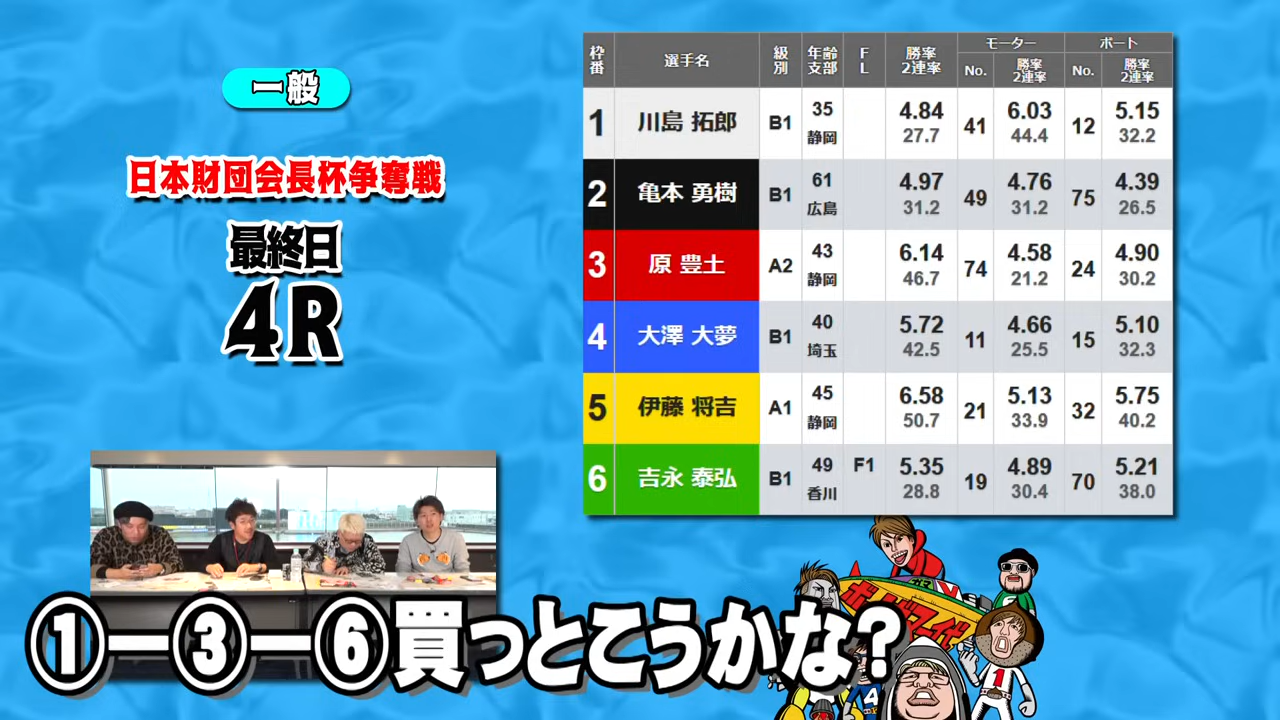 一般
日本財団会長杯争奪戦
最終日
4R
枠番 選手名 級別 年齢支部 F L 勝率2連率 モーター ボート
No. 勝率2連率 No. 勝率2連率
1 川島 拓郎 B1 35 静岡 4.84 27.7 41 6.03 44.4 12 5.15 32.2
2 亀本 勇樹 B1 61 広島 4.97 31.2 49 4.76 31.2 75 4.39 26.5
3 原 豊土 A2 43 静岡 6.14 46.7 74 4.58 21.2 24 4.90 30.2
4 大澤 大夢 B1 40 埼玉 5.72 42.5 11 4.66 25.5 15 5.10 32.3
5 伊藤 将吉 A1 45 静岡 6.58 50.7 21 5.13 33.9 32 5.75 40.2
6 吉永 泰弘 B1 49 香川 F1 5.35 28.8 19 4.89 30.4 70 5.21 38.0
①-③-⑥買っとこうかな?
1
4